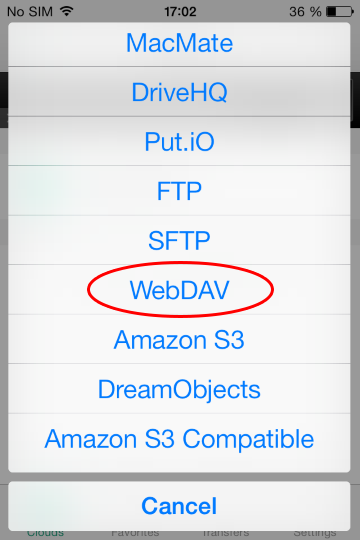 No SIM 17:02 36 %
MacMate
DriveHQ
Put.iO
FTP
SFTP
WebDAV
Amazon S3
DreamObjects
Amazon S3 Compatible
Cancel
Clouds Favorites Transfers Settings